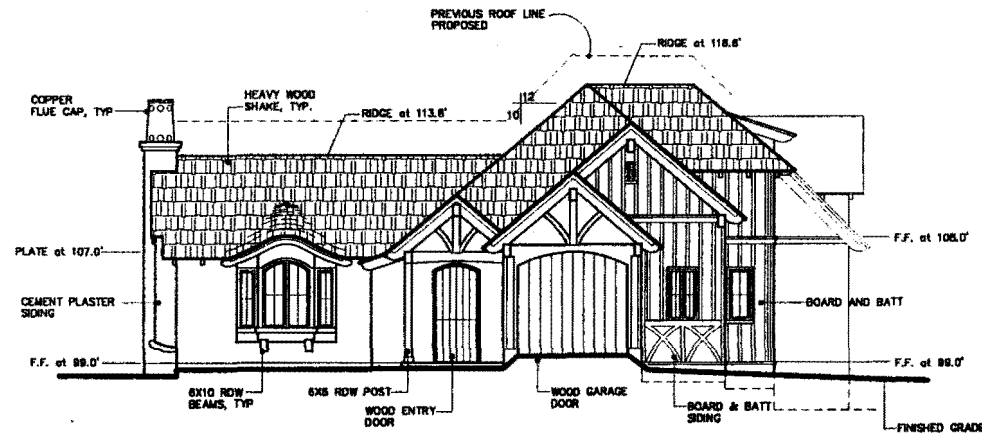 PREVIOUS ROOF LINE
PROPOSED
RIDGE at 118.8'
COPPER
FLUE CAP, TYP
HEAVY WOOD
SHAKE, TYP.
RIDGE at 113.8'
12
10
PLATE at 107.0'
F.F. at 108.0'
CEMENT PLASTER
SIDING
BOARD AND BATT
F.F. at 99.0'
F.F. at 99.0'
6X10 RDW
BEAMS, TYP
6X6 RDW POST
WOOD ENTRY
DOOR
WOOD GARAGE
DOOR
BOARD & BATT
SIDING
FINISHED GRADE